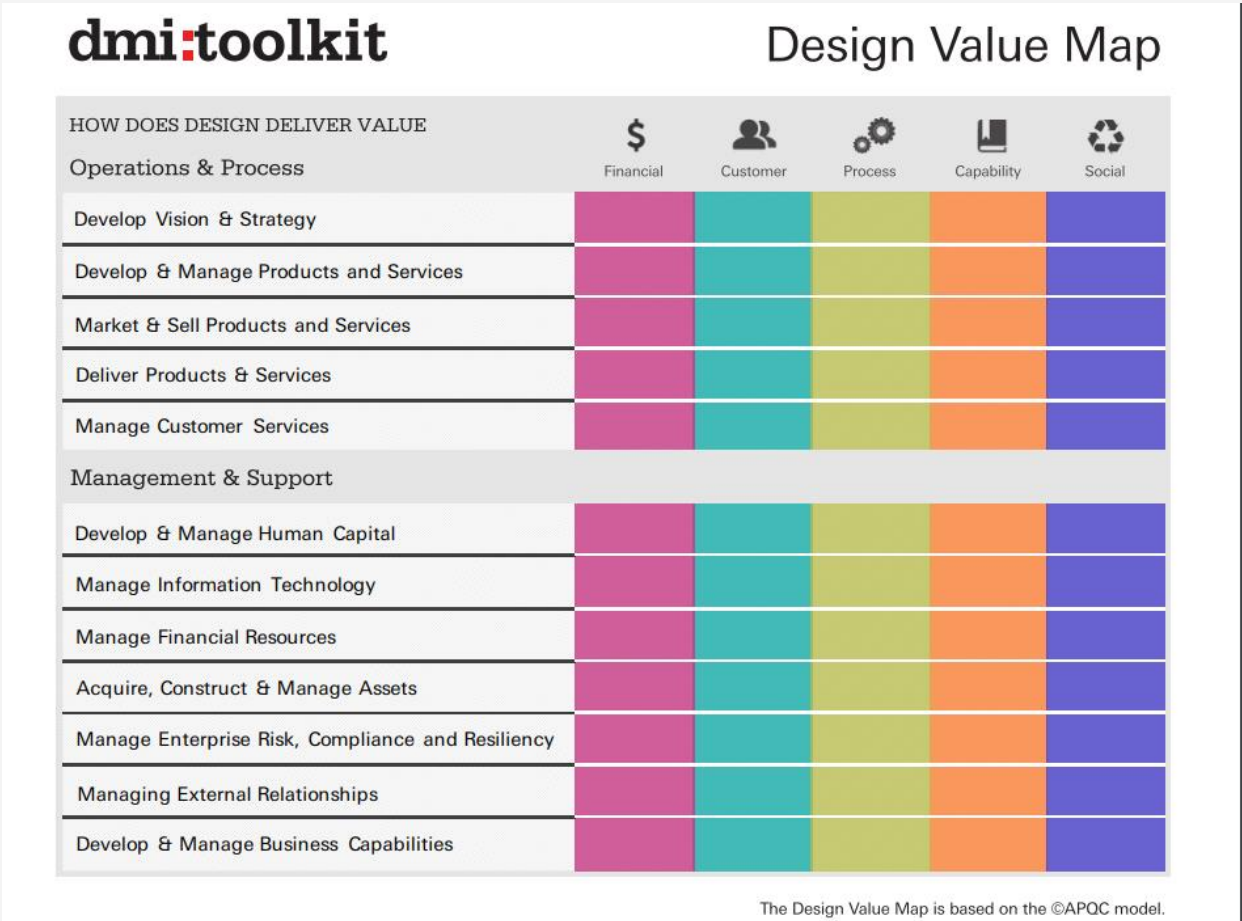 dmi:toolkit
Design Value Map
HOW DOES DESIGN DELIVER VALUE
Operations & Process
$
Financial
Customer
Process
Capability
Social
Develop Vision & Strategy
Develop & Manage Products and Services
Market & Sell Products and Services
Deliver Products & Services
Manage Customer Services
Management & Support
Develop & Manage Human Capital
Manage Information Technology
Manage Financial Resources
Acquire, Construct & Manage Assets
Manage Enterprise Risk, Compliance and Resiliency
Managing External Relationships
Develop & Manage Business Capabilities
The Design Value Map is based on the ©APQC model.